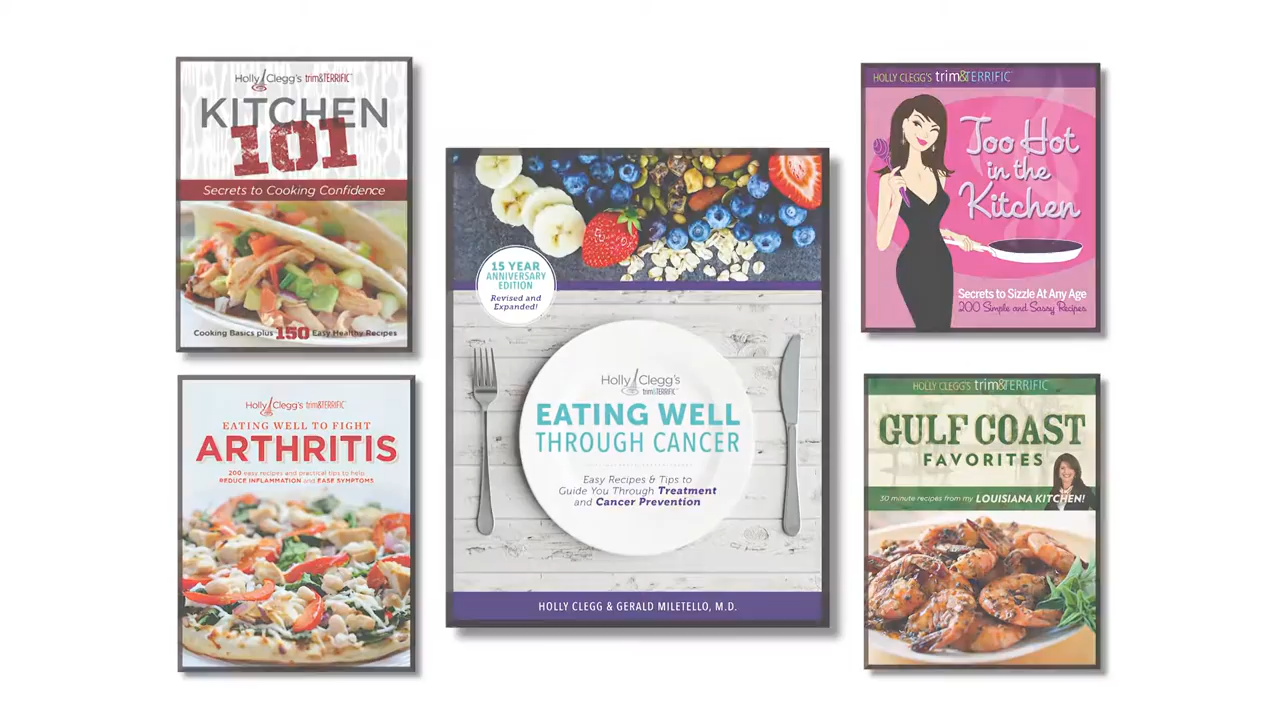 Holly Clegg's trim&TERRIFIC™
KITCHEN
101
Secrets to Cooking Confidence
Cooking Basics plus 150 Easy Healthy Recipes
Holly Clegg's trim&TERRIFIC™
EATING WELL TO FIGHT
ARTHRITIS
200 easy recipes and practical tips to help
REDUCE INFLAMMATION and EASE SYMPTOMS
15 YEAR
ANNIVERSARY
EDITION
Revised and
Expanded!
Holly Clegg's
trim&TERRIFIC™
EATING WELL
THROUGH CANCER
Easy Recipes & Tips to
Guide You Through Treatment
and Cancer Prevention
HOLLY CLEGG & GERALD MILETELLO, M.D.
HOLLY CLEGG'S trim&TERRIFIC™
Too Hot
in the
Kitchen
Secrets to Sizzle At Any Age
200 Simple and Sassy Recipes
HOLLY CLEGG'S trim&TERRIFIC™
GULF COAST
FAVORITES
30 minute recipes from my LOUISIANA KITCHEN!